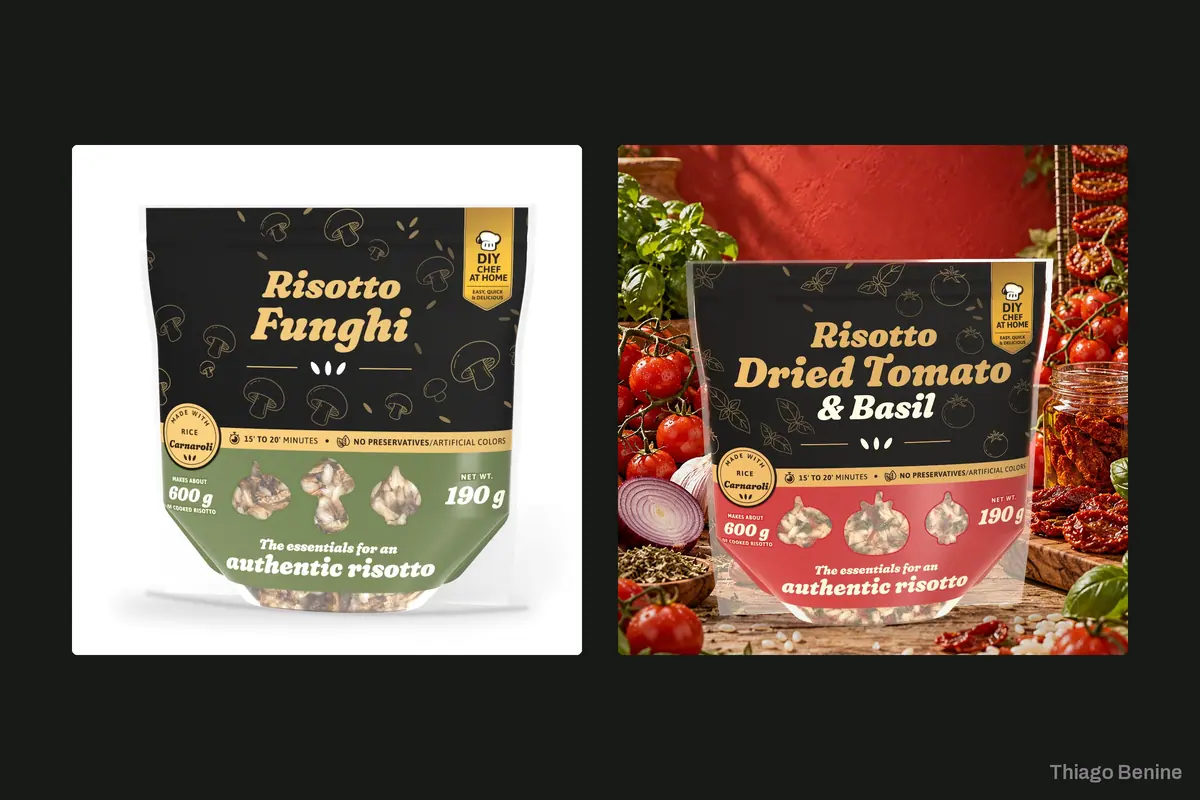 Risotto
Funghi
DIY
CHEF
AT HOME
EASY, QUICK
& DELICIOUS
MADE WITH
RICE
Carnaroli
15' TO 20' MINUTES • NO PRESERVATIVES/ARTIFICIAL COLORS
MAKES ABOUT
600 g
OF COOKED RISOTTO
NET WT.
190 g
The essentials for an
authentic risotto
Risotto
Dried Tomato
& Basil
DIY
CHEF
AT HOME
EASY, QUICK
& DELICIOUS
MADE WITH
RICE
Carnaroli
15' TO 20' MINUTES • NO PRESERVATIVES/ARTIFICIAL COLORS
MAKES ABOUT
600 g
OF COOKED RISOTTO
NET WT.
190 g
The essentials for an
authentic risotto
Thiago Benine